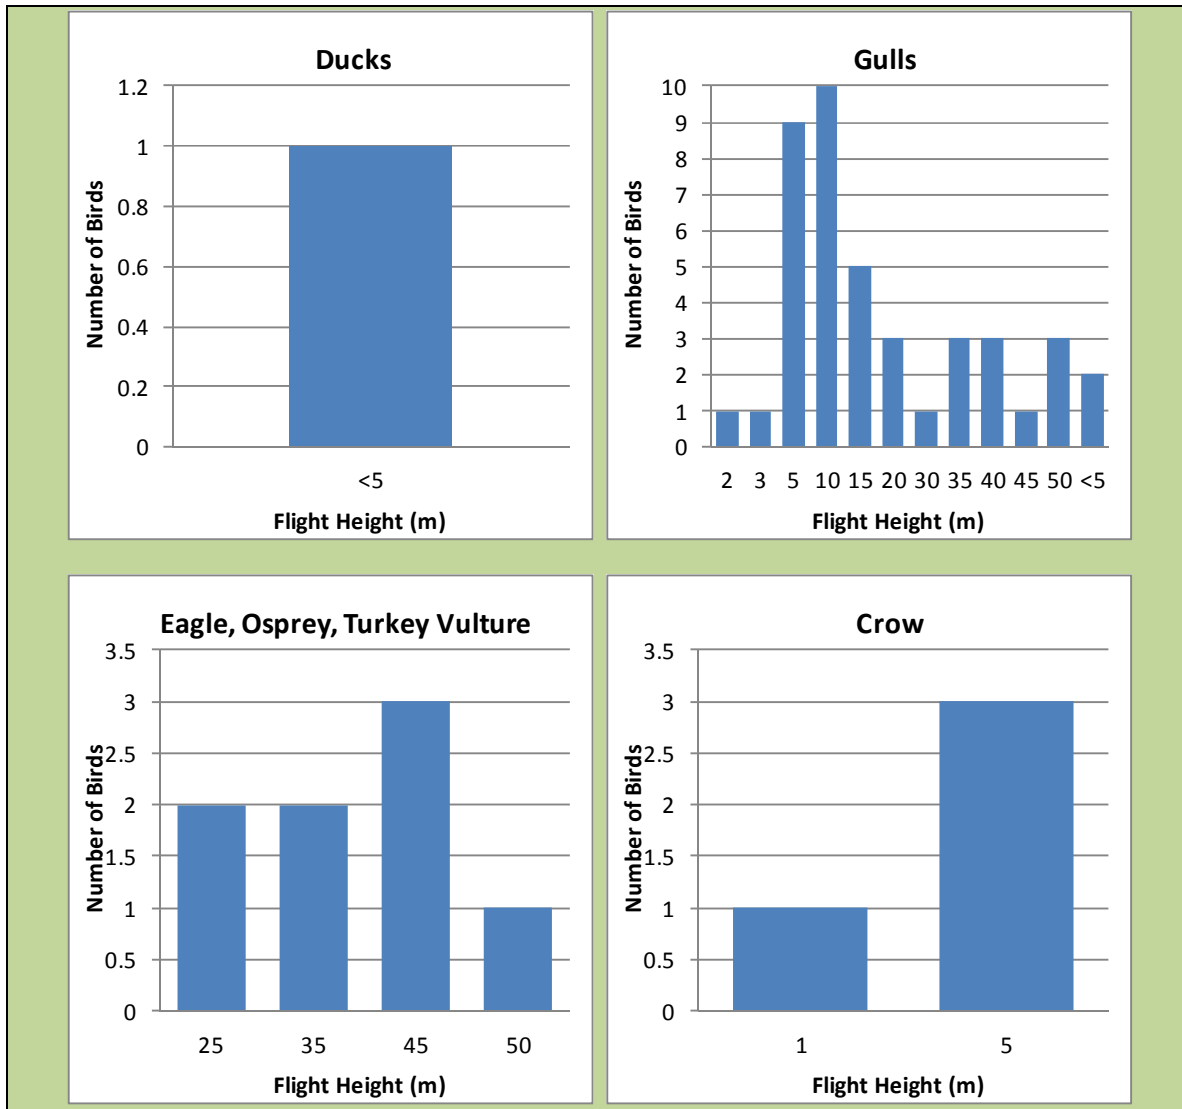 Ducks
1.2
1
0.8
0.6
0.4
0.2
0
Number of Birds
<5
Flight Height (m)
Gulls
10
9
8
7
6
5
4
3
2
1
0
Number of Birds
2 3 5 10 15 20 30 35 40 45 50 <5
Flight Height (m)
Eagle, Osprey, Turkey Vulture
3.5
3
2.5
2
1.5
1
0.5
0
Number of Birds
25 35 45 50
Flight Height (m)
Crow
3.5
3
2.5
2
1.5
1
0.5
0
Number of Birds
1 5
Flight Height (m)